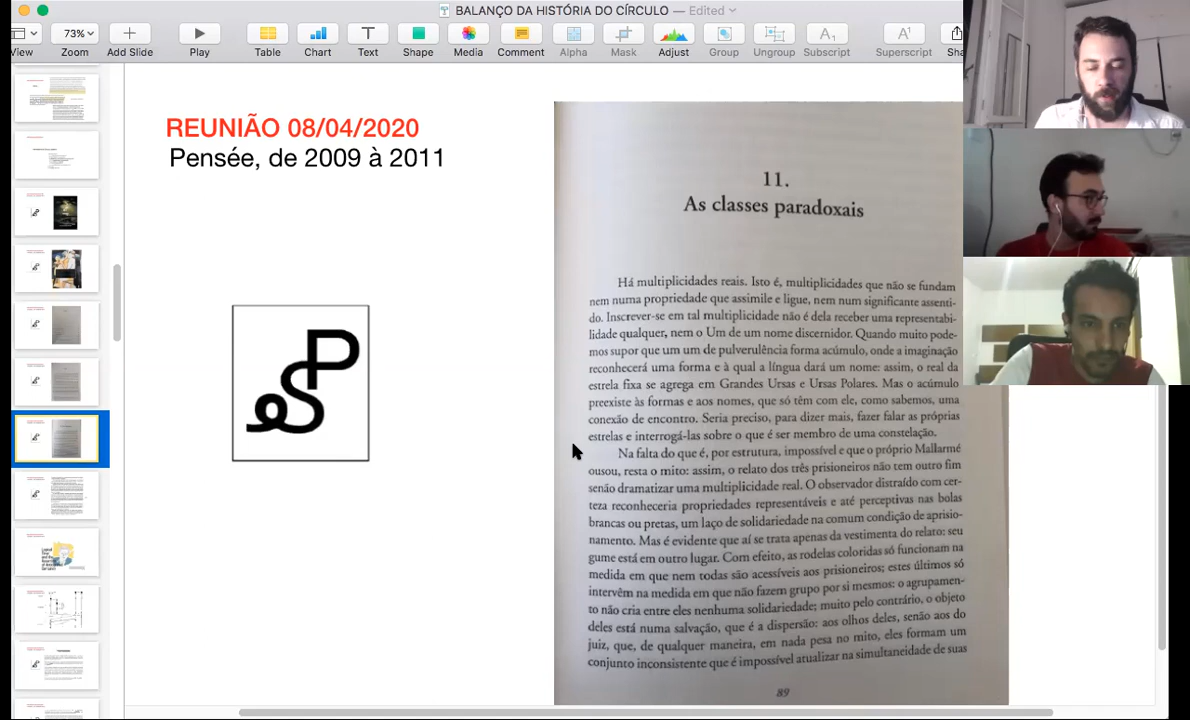 BALANÇO DA HISTÓRIA DO CÍRCULO — Edited
View
73%
Zoom
Add Slide
Play
Table
Chart
Text
Shape
Media
Comment
Alpha
Mask
Adjust
Group
Ungroup
Subscript
Superscript
REUNIÃO 08/04/2020
Pensée, de 2009 à 2011
11.
As classes paradoxais
Há multiplicidades reais. Isto é, multiplicidades que não se fundam
nem numa propriedade que assimile e ligue, nem num significante assenti-
do. Inscrever-se em tal multiplicidade não é dela receber uma representabi-
lidade qualquer, nem o Um de um nome discernidor. Quando muito pode-
mos supor que um um de pulverulência forma acúmulo, onde a imaginação
reconhecerá uma forma e à qual a língua dará um nome: assim, o real da
estrela fixa se agrega em Grandes Ursas e Ursas Polares. Mas o acúmulo
preexiste às formas e aos nomes, que só têm com ele, como sabemos, uma
conexão de encontro. Seria preciso, para dizer mais, fazer falar as próprias
estrelas e interrogá-las sobre o que é ser membro de uma constelação.
Na falta do que é, por estrutura, impossível e que o próprio Mallarmé
ousou, resta o mito: assim, o relato dos três prisioneiros não tem outro fim
senão dramatizar uma multiplicidade real. O observador distraído com cer-
teza reconheceria propriedades representáveis e até perceptivas nas bolas
brancas ou pretas, um laço de solidariedade na comum condição de aprisio-
namento. Mas é evidente que aí se trata apenas da vestimenta do relato: seu
gume está em outro lugar. Com efeito, as rodelas coloridas só funcionam na
medida em que nem todas são acessíveis aos prisioneiros; estes últimos só
intervêm na medida em que não fazem grupo por si mesmos: o agrupamen-
to não cria entre eles nenhuma solidariedade; muito pelo contrário, o objeto
deles está numa salvação, que é a dispersão: aos olhos deles, senão aos do
juiz, que, de qualquer maneira, em nada pesa no mito, eles formam um
conjunto inconsistente que é impossível atualizar na simultaneidade de suas
89